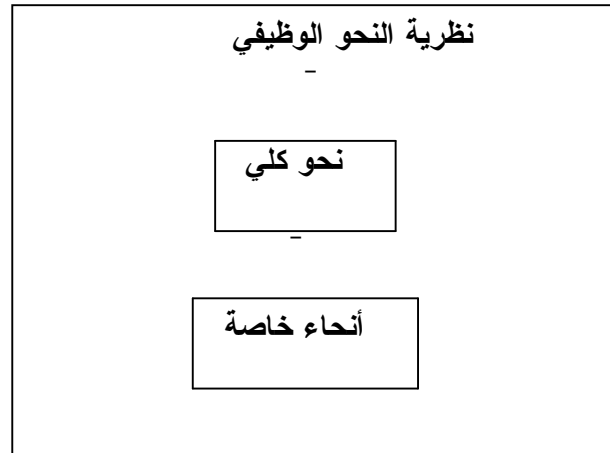 نظرية النحو الوظيفي
–
نحو كلي
–
أنحاء خاصة